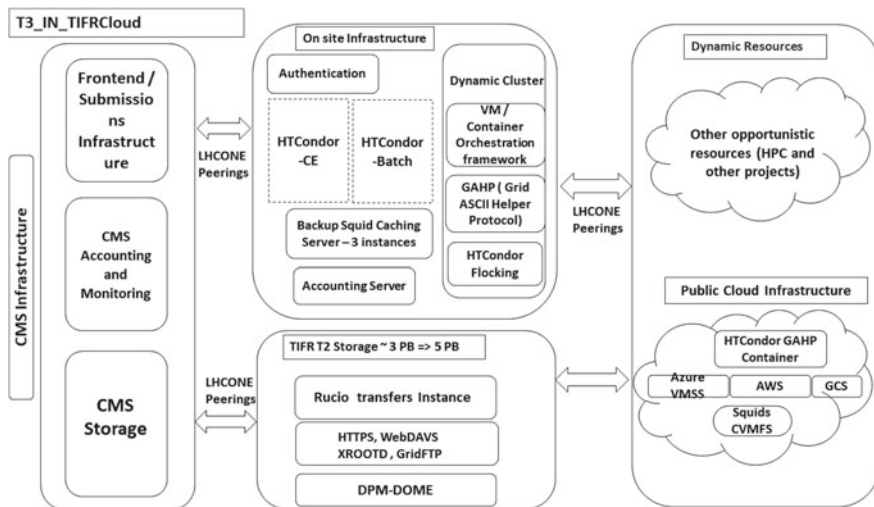 T3_IN_TIFRCloud
CMS Infrastructure
Frontend /
Submissio
ns
Infrastruct
ure
CMS
Accounting
and
Monitoring
CMS
Storage
LHCONE
Peerings
LHCONE
Peerings
On site Infrastructure
Authentication
HTCondor
-CE
HTCondor
-Batch
Backup Squid Caching
Server – 3 instances
Accounting Server
Dynamic Cluster
VM /
Container
Orchestration
framework
GAHP ( Grid
ASCII Helper
Protocol)
HTCondor
Flocking
TIFR T2 Storage ~ 3 PB => 5 PB
Rucio transfers Instance
HTTPS, WebDAVS
XROOTD , GridFTP
DPM-DOME
LHCONE
Peerings
Dynamic Resources
Other opportunistic
resources (HPC and
other projects)
Public Cloud Infrastructure
HTCondor GAHP
Container
Azure
VMSS
AWS
GCS
Squids
CVMFS